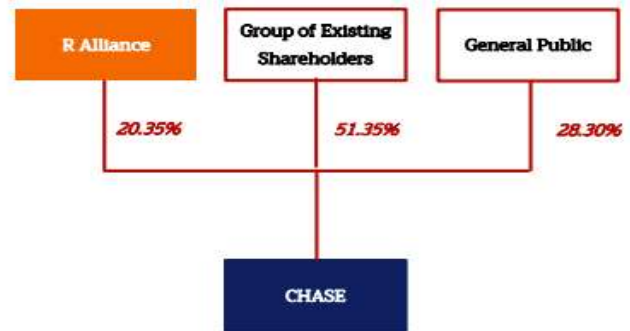 R Alliance
Group of Existing
Shareholders
General Public
20.35%
51.35%
28.30%
CHASE